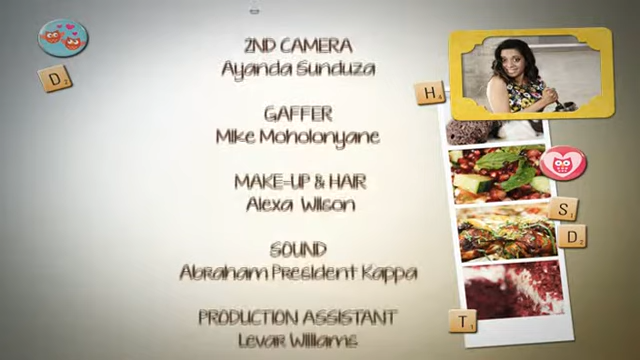 2ND CAMERA
Ayanda Sunduza
GAFFER
Mike Moholonyane
MAKE-UP & HAIR
Alexa Wilson
SOUND
Abraham President Kappa
PRODUCTION ASSISTANT
Levar Williams
D
H
S
D
T